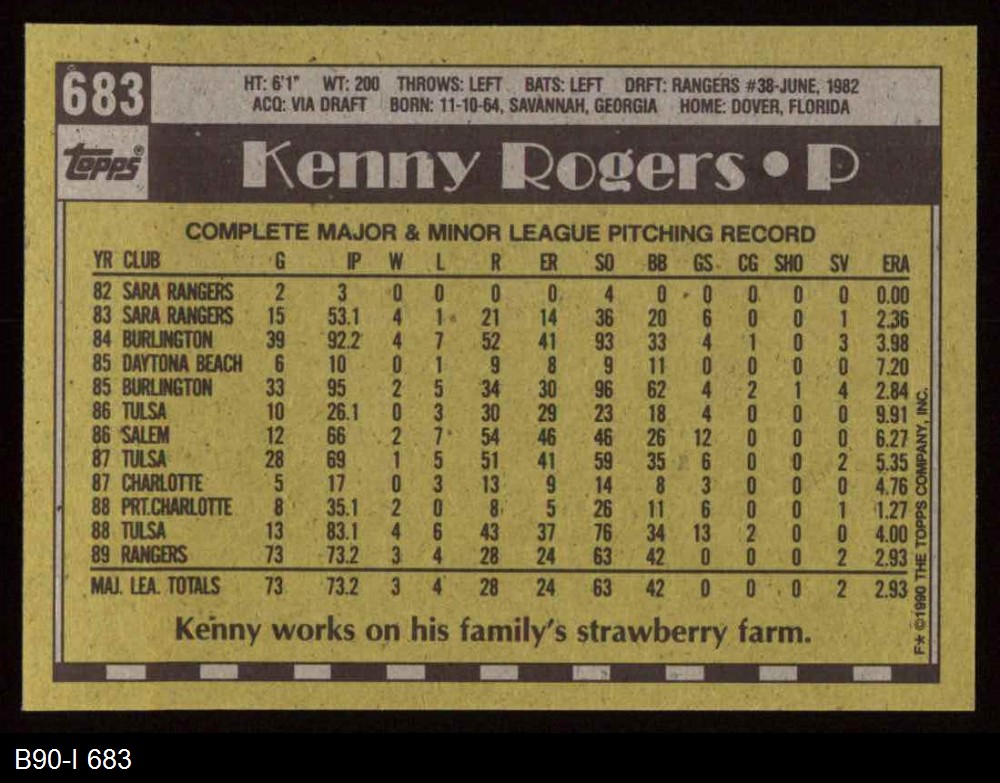 683
HT: 6'1" WT: 200 THROWS: LEFT BATS: LEFT DRFT: RANGERS #38-JUNE, 1982
ACQ: VIA DRAFT BORN: 11-10-64, SAVANNAH, GEORGIA HOME: DOVER, FLORIDA
topps®
Kenny Rogers • P
COMPLETE MAJOR & MINOR LEAGUE PITCHING RECORD
YR CLUB G IP W L R ER SO BB GS CG SHO SV ERA
82 SARA RANGERS 2 3 0 0 0 0 4 0 0 0 0 0 0.00
83 SARA RANGERS 15 53.1 4 1 21 14 36 20 6 0 0 1 2.36
84 BURLINGTON 39 92.2 4 7 52 41 93 33 4 1 0 3 3.98
85 DAYTONA BEACH 6 10 0 1 9 8 9 11 0 0 0 0 7.20
85 BURLINGTON 33 95 2 5 34 30 96 62 4 2 1 4 2.84
86 TULSA 10 26.1 0 3 30 29 23 18 4 0 0 0 9.91
86 SALEM 12 66 2 7 54 46 46 26 12 0 0 0 6.27
87 TULSA 28 69 1 5 51 41 59 35 6 0 0 2 5.35
87 CHARLOTTE 5 17 0 3 13 9 14 8 3 0 0 0 4.76
88 PRT.CHARLOTTE 8 35.1 2 0 8 5 26 11 6 0 0 1 1.27
88 TULSA 13 83.1 4 6 43 37 76 34 13 2 0 0 4.00
89 RANGERS 73 73.2 3 4 28 24 63 42 0 0 0 2 2.93
MAJ. LEA. TOTALS 73 73.2 3 4 28 24 63 42 0 0 0 2 2.93
Kenny works on his family's strawberry farm.
F* ©1990 THE TOPPS COMPANY, INC.
B90-I 683